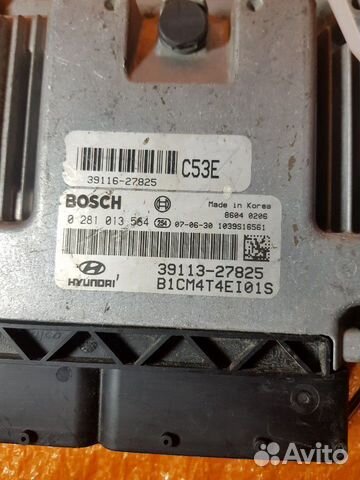 C53E
39116-27825
BOSCH
Made in Korea
8604 0206
0 281 013 564 264 07-06-30 1039S16561
39113-27825
HYUNDAI
B1CM4T4EI01S
Avito